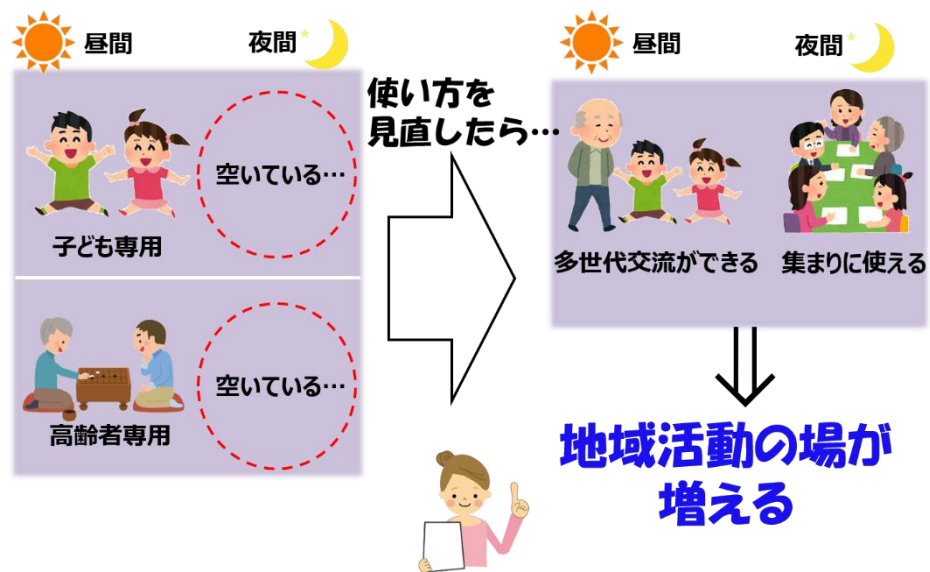 昼間
夜間
空いている…
子ども専用
空いている…
高齢者専用
使い方を
見直したら…
昼間
夜間
多世代交流ができる
集まりに使える
地域活動の場が
増える